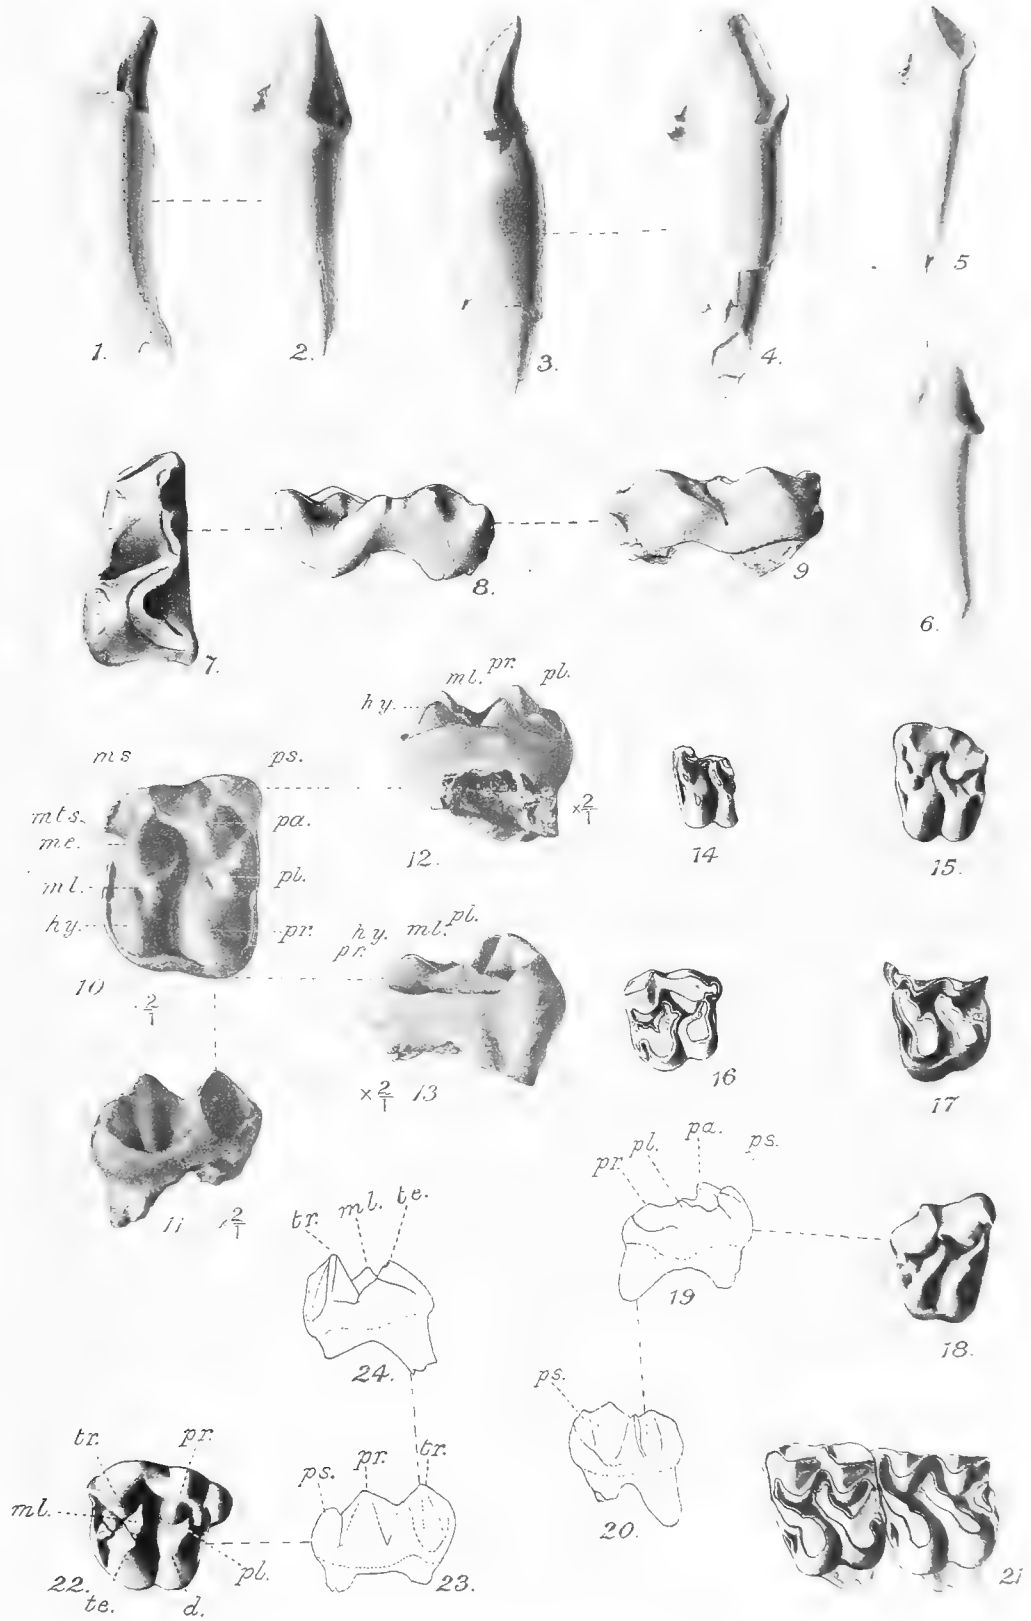 1.
2.
3.
4.
5
6.
7.
8.
9
ml. pr. pl.
hy.
×2/1
12.
ms ps.
mts.
me.
ml.
hy.
pa.
pl.
pr.
10
2/1
14
15.
hy. ml. pl.
pr.
×2/1 13
16
17
11 ×2/1
pr. pl. pa. ps.
19
18.
tr. ml. te.
24.
ps.
20.
21
tr. pr.
ml.
22.
te. d. pl.
ps. pr. tr.
23.